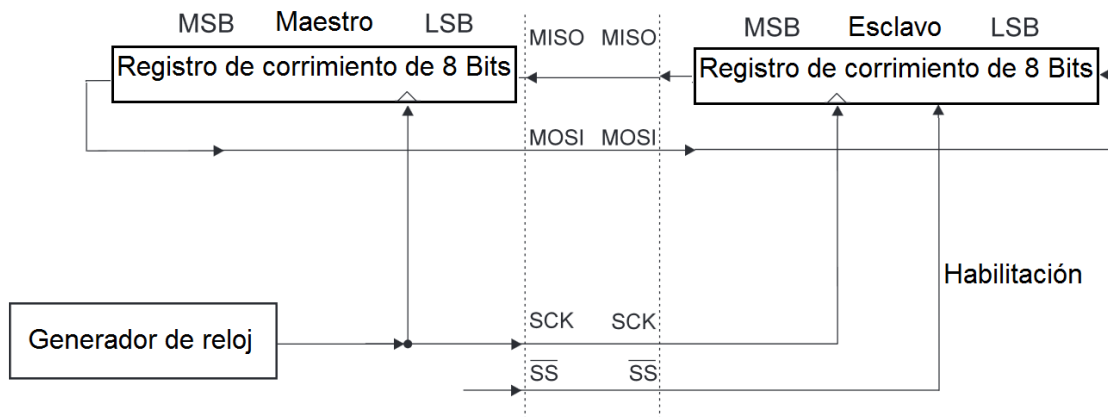 MSB Maestro LSB
MISO MISO
MSB Esclavo LSB
Registro de corrimiento de 8 Bits
Registro de corrimiento de 8 Bits
MOSI MOSI
Habilitación
Generador de reloj
SCK SCK
SS SS